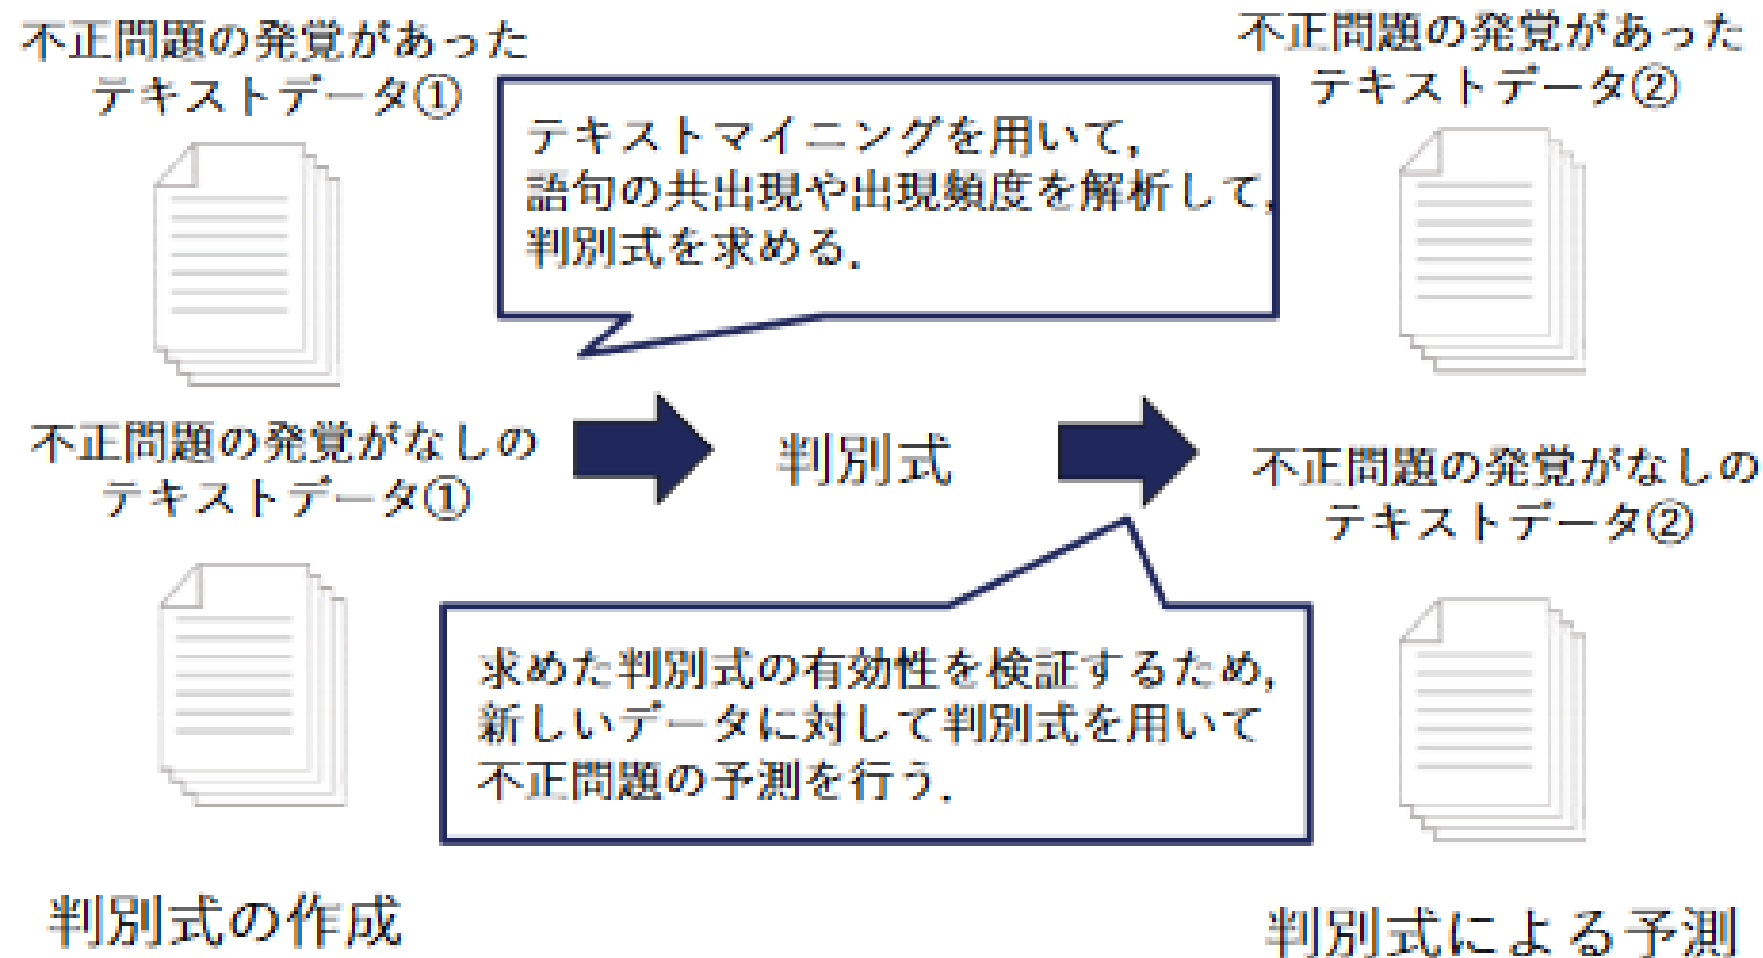 不正問題の発覚があった
テキストデータ①
不正問題の発覚がなしの
テキストデータ①
判別式の作成
テキストマイニングを用いて,
語句の共出現や出現頻度を解析して,
判別式を求める.
判別式
求めた判別式の有効性を検証するため,
新しいデータに対して判別式を用いて
不正問題の予測を行う.
不正問題の発覚があった
テキストデータ②
不正問題の発覚がなしの
テキストデータ②
判別式による予測